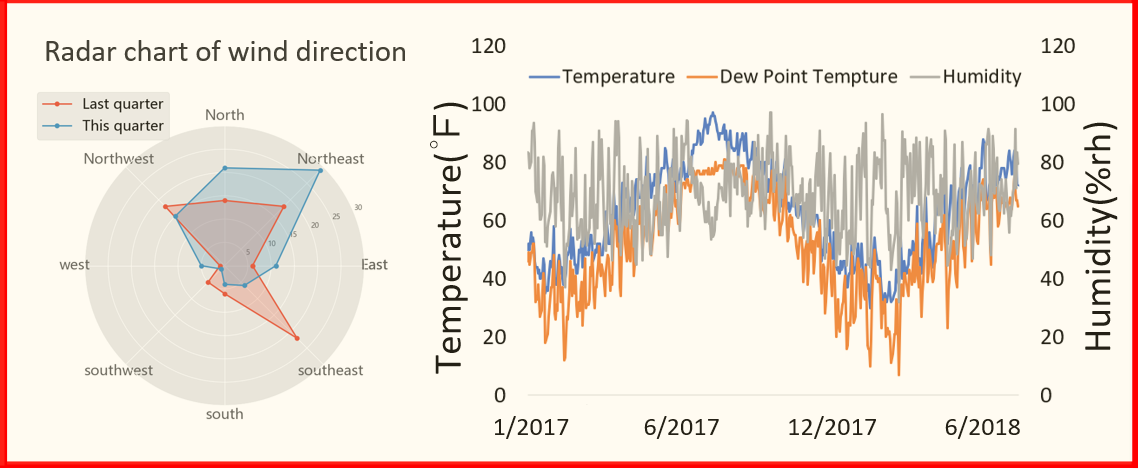 Radar chart of wind direction
Last quarter
This quarter
North
Northwest
Northeast
west
East
southwest
southeast
south
5
10
15
20
25
30
120
100
80
60
40
20
0
Temperature(°F)
Temperature
Dew Point Tempture
Humidity
120
100
80
60
40
20
0
Humidity(%rh)
1/2017
6/2017
12/2017
6/2018